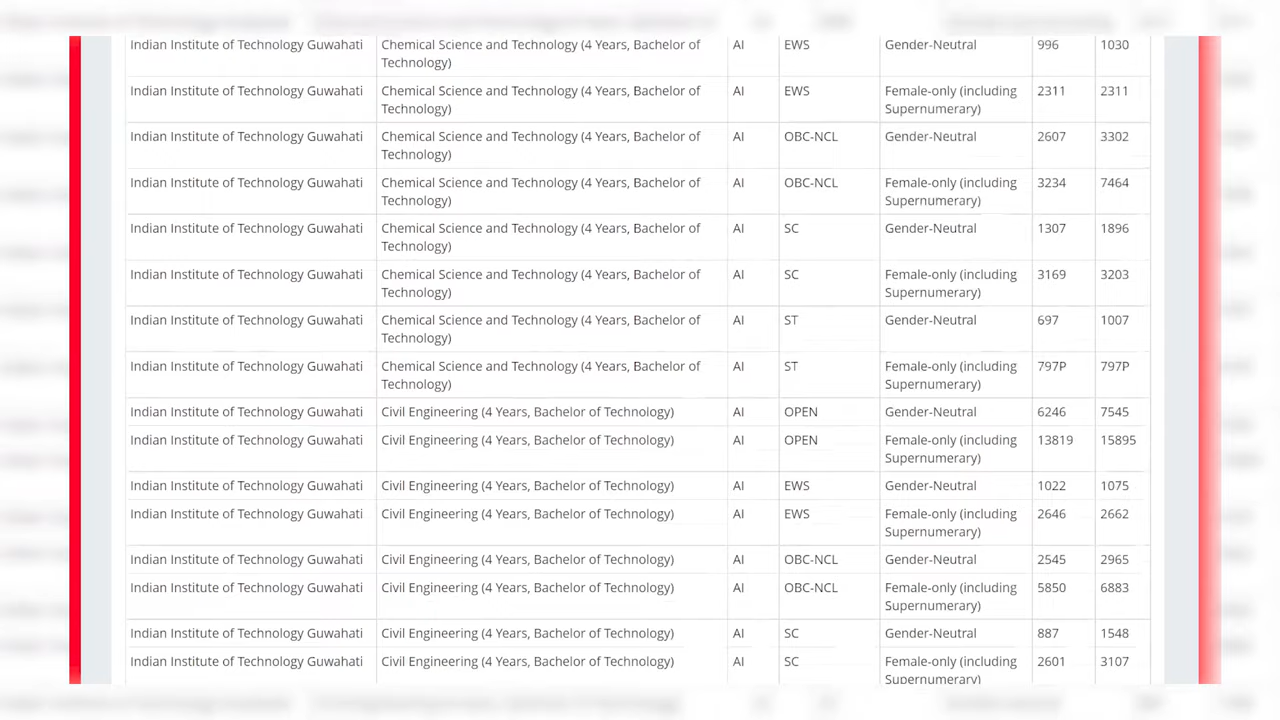 Indian Institute of Technology Guwahati Chemical Science and Technology (4 Years, Bachelor of AI EWS Gender-Neutral 996 1030
Technology)
Indian Institute of Technology Guwahati Chemical Science and Technology (4 Years, Bachelor of AI EWS Female-only (including 2311 2311
Technology) Supernumerary)
Indian Institute of Technology Guwahati Chemical Science and Technology (4 Years, Bachelor of AI OBC-NCL Gender-Neutral 2607 3302
Technology)
Indian Institute of Technology Guwahati Chemical Science and Technology (4 Years, Bachelor of AI OBC-NCL Female-only (including 3234 7464
Technology) Supernumerary)
Indian Institute of Technology Guwahati Chemical Science and Technology (4 Years, Bachelor of AI SC Gender-Neutral 1307 1896
Technology)
Indian Institute of Technology Guwahati Chemical Science and Technology (4 Years, Bachelor of AI SC Female-only (including 3169 3203
Technology) Supernumerary)
Indian Institute of Technology Guwahati Chemical Science and Technology (4 Years, Bachelor of AI ST Gender-Neutral 697 1007
Technology)
Indian Institute of Technology Guwahati Chemical Science and Technology (4 Years, Bachelor of AI ST Female-only (including 797P 797P
Technology) Supernumerary)
Indian Institute of Technology Guwahati Civil Engineering (4 Years, Bachelor of Technology) AI OPEN Gender-Neutral 6246 7545
Indian Institute of Technology Guwahati Civil Engineering (4 Years, Bachelor of Technology) AI OPEN Female-only (including 13819 15895
Supernumerary)
Indian Institute of Technology Guwahati Civil Engineering (4 Years, Bachelor of Technology) AI EWS Gender-Neutral 1022 1075
Indian Institute of Technology Guwahati Civil Engineering (4 Years, Bachelor of Technology) AI EWS Female-only (including 2646 2662
Supernumerary)
Indian Institute of Technology Guwahati Civil Engineering (4 Years, Bachelor of Technology) AI OBC-NCL Gender-Neutral 2545 2965
Indian Institute of Technology Guwahati Civil Engineering (4 Years, Bachelor of Technology) AI OBC-NCL Female-only (including 5850 6883
Supernumerary)
Indian Institute of Technology Guwahati Civil Engineering (4 Years, Bachelor of Technology) AI SC Gender-Neutral 887 1548
Indian Institute of Technology Guwahati Civil Engineering (4 Years, Bachelor of Technology) AI SC Female-only (including 2601 3107
Supernumerary)